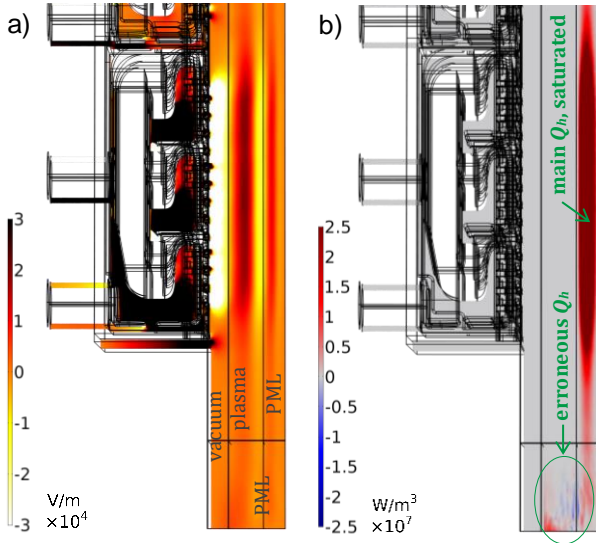 a)
3
2
1
0
-1
-2
-3
V/m
×10⁴
vacuum
plasma
PML
PML
b)
2.5
2
1.5
1
0.5
0
-0.5
-1
-1.5
-2
-2.5
W/m³
×10⁷
main Qₕ, saturated
erroneous Qₕ